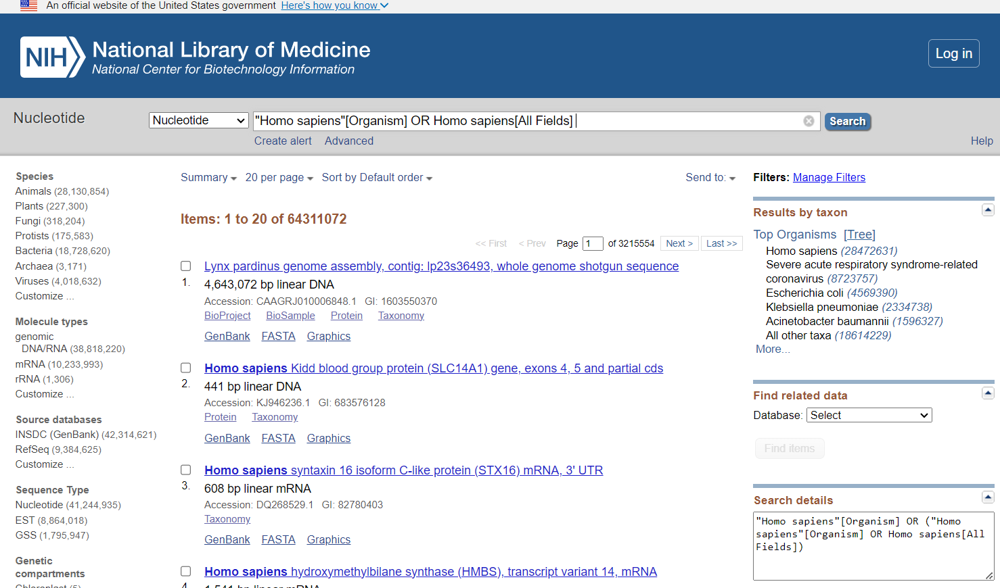 An official website of the United States government Here's how you know
NIH National Library of Medicine
National Center for Biotechnology Information
Log in
Nucleotide
Nucleotide
"Homo sapiens"[Organism] OR Homo sapiens[All Fields]
Search
Create alert Advanced
Help
Species
Animals (28,130,854)
Plants (227,300)
Fungi (318,204)
Protists (175,583)
Bacteria (18,728,620)
Archaea (3,171)
Viruses (4,018,632)
Customize ...
Molecule types
genomic
DNA/RNA (38,818,220)
mRNA (10,233,993)
rRNA (1,306)
Customize ...
Source databases
INSDC (GenBank) (42,314,621)
RefSeq (9,384,625)
Customize ...
Sequence Type
Nucleotide (41,244,935)
EST (8,864,018)
GSS (1,795,947)
Genetic
compartments
Chloroplast (5)
Summary 20 per page Sort by Default order Send to:
Items: 1 to 20 of 64311072
<< First < Prev Page 1 of 3215554 Next > Last >>
Lynx pardinus genome assembly, contig: lp23s36493, whole genome shotgun sequence
1. 4,643,072 bp linear DNA
Accession: CAAGRJ010006848.1 GI: 1603550370
BioProject BioSample Protein Taxonomy
GenBank FASTA Graphics
Homo sapiens Kidd blood group protein (SLC14A1) gene, exons 4, 5 and partial cds
2. 441 bp linear DNA
Accession: KJ946236.1 GI: 683576128
Protein Taxonomy
GenBank FASTA Graphics
Homo sapiens syntaxin 16 isoform C-like protein (STX16) mRNA, 3' UTR
3. 608 bp linear mRNA
Accession: DQ268529.1 GI: 82780403
Taxonomy
GenBank FASTA Graphics
Homo sapiens hydroxymethylbilane synthase (HMBS), transcript variant 14, mRNA
4. 1,541 bp linear mRNA
Filters: Manage Filters
Results by taxon
Top Organisms [Tree]
Homo sapiens (28472631)
Severe acute respiratory syndrome-related
coronavirus (8723757)
Escherichia coli (4569390)
Klebsiella pneumoniae (2334738)
Acinetobacter baumannii (1596327)
All other taxa (18614229)
More...
Find related data
Database: Select
Find items
Search details
"Homo sapiens"[Organism] OR ("Homo
sapiens"[Organism] OR Homo sapiens[All
Fields])